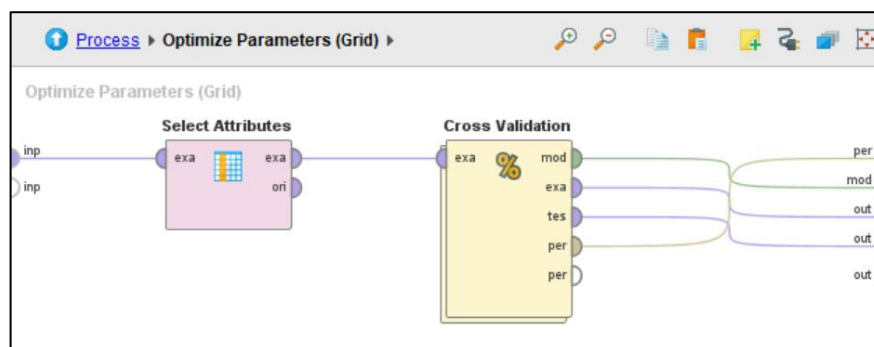 Process ▸ Optimize Parameters (Grid) ▸
Optimize Parameters (Grid)
Select Attributes
Cross Validation
inp
inp
exa
exa
ori
exa
%
mod
exa
tes
per
per
per
mod
out
out
out